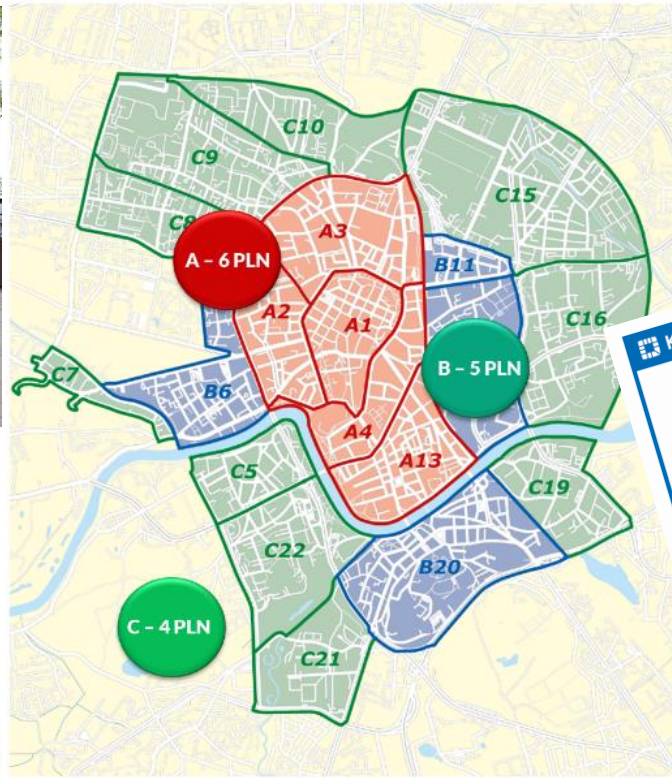 C10
C9
C15
C8
A3
A – 6 PLN
B11
A2
A1
C16
B – 5 PLN
C7
B6
K
A4
A13
C5
C19
C22
B20
C – 4 PLN
C21